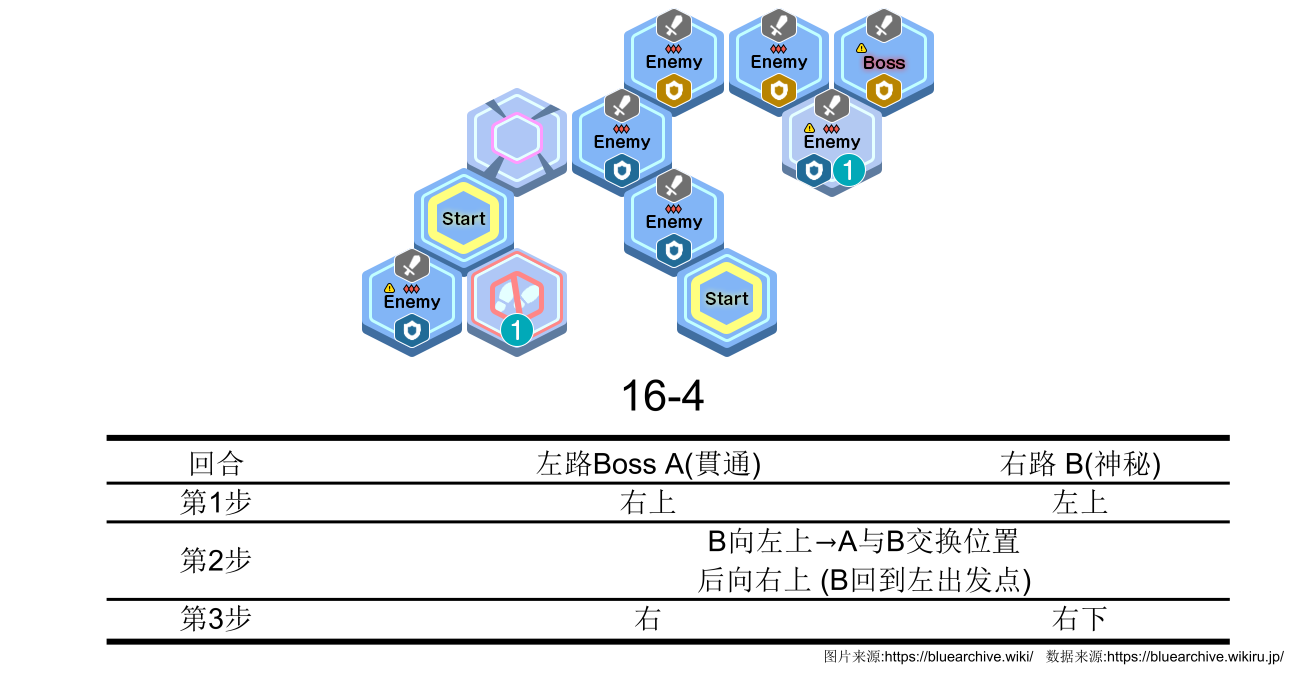 Enemy Enemy Boss
Enemy Enemy
1
Start Enemy
Enemy Start
1
16-4
回合 左路Boss A(貫通) 右路 B(神秘)
第1步 右上 左上
第2步 B向左上→A与B交换位置
后向右上 (B回到左出发点)
第3步 右 右下
图片来源:https://bluearchive.wiki/ 数据来源:https://bluearchive.wikiru.jp/